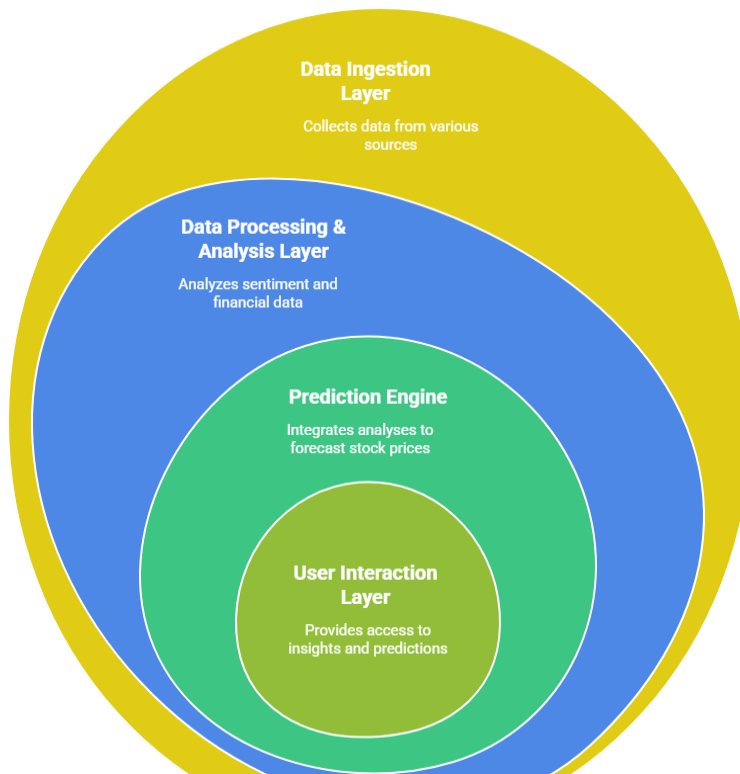 Data Ingestion
Layer
Collects data from various
sources
Data Processing &
Analysis Layer
Analyzes sentiment and
financial data
Prediction Engine
Integrates analyses to
forecast stock prices
User Interaction
Layer
Provides access to
insights and predictions